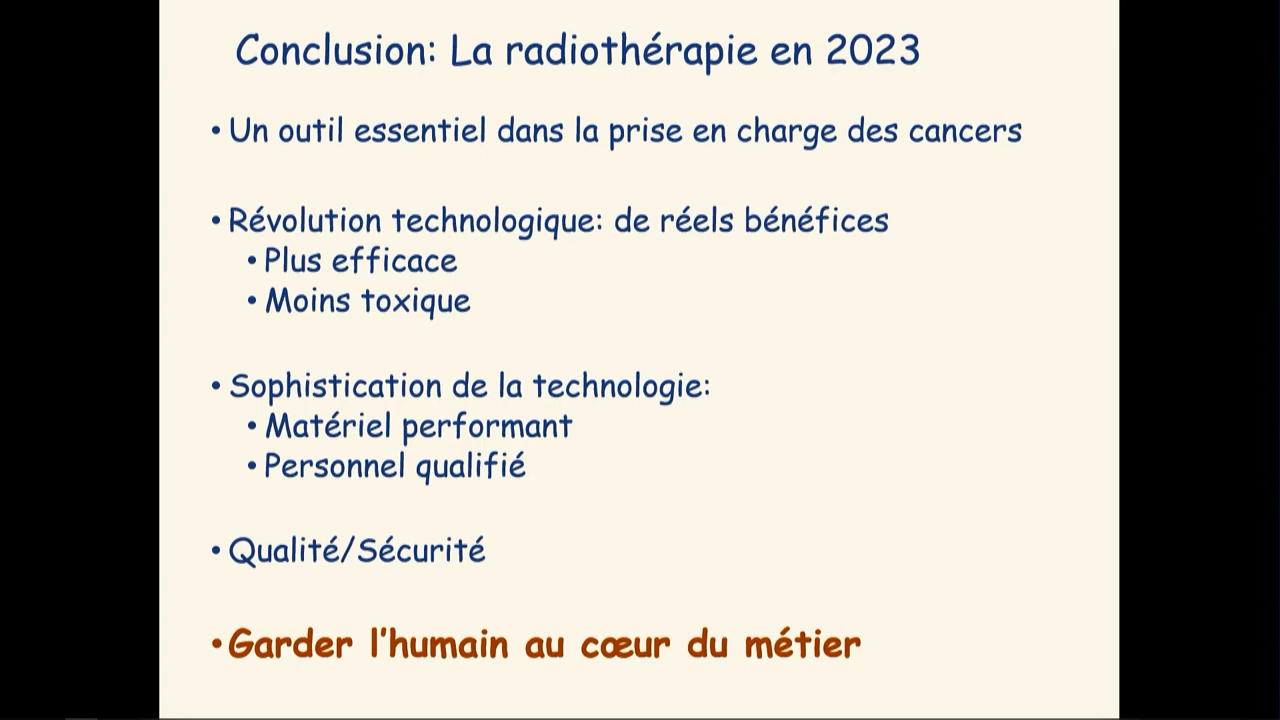 Conclusion: La radiothérapie en 2023
• Un outil essentiel dans la prise en charge des cancers
• Révolution technologique: de réels bénéfices
• Plus efficace
• Moins toxique
• Sophistication de la technologie:
• Matériel performant
• Personnel qualifié
• Qualité/Sécurité
• Garder l'humain au cœur du métier